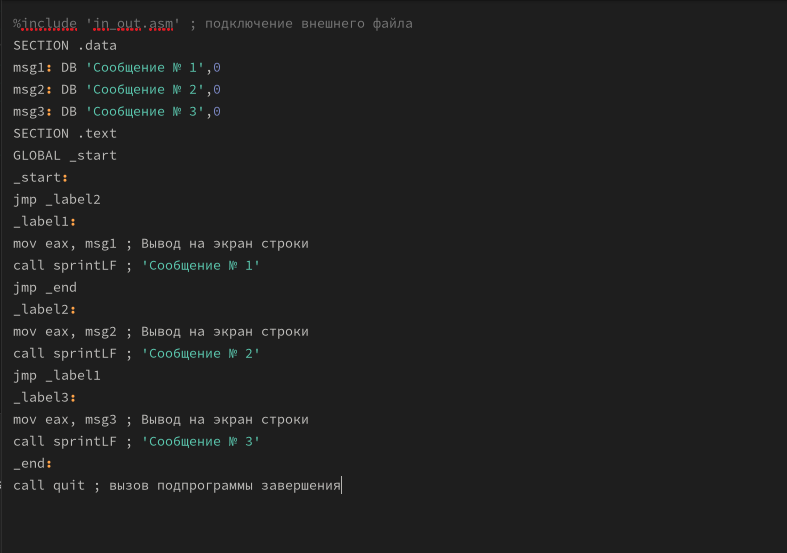 %include 'in_out.asm' ; подключение внешнего файла
SECTION .data
msg1: DB 'Сообщение № 1',0
msg2: DB 'Сообщение № 2',0
msg3: DB 'Сообщение № 3',0
SECTION .text
GLOBAL _start
_start:
jmp _label2
_label1:
mov eax, msg1 ; Вывод на экран строки
call sprintLF ; 'Сообщение № 1'
jmp _end
_label2:
mov eax, msg2 ; Вывод на экран строки
call sprintLF ; 'Сообщение № 2'
jmp _label1
_label3:
mov eax, msg3 ; Вывод на экран строки
call sprintLF ; 'Сообщение № 3'
_end:
call quit ; вызов подпрограммы завершения